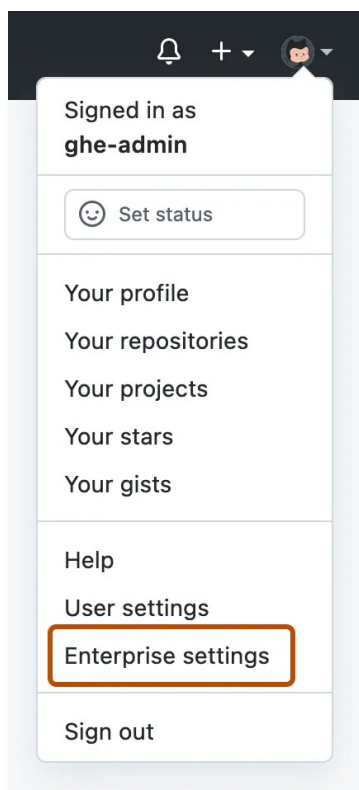 Signed in as
ghe-admin
Set status
Your profile
Your repositories
Your projects
Your stars
Your gists
Help
User settings
Enterprise settings
Sign out